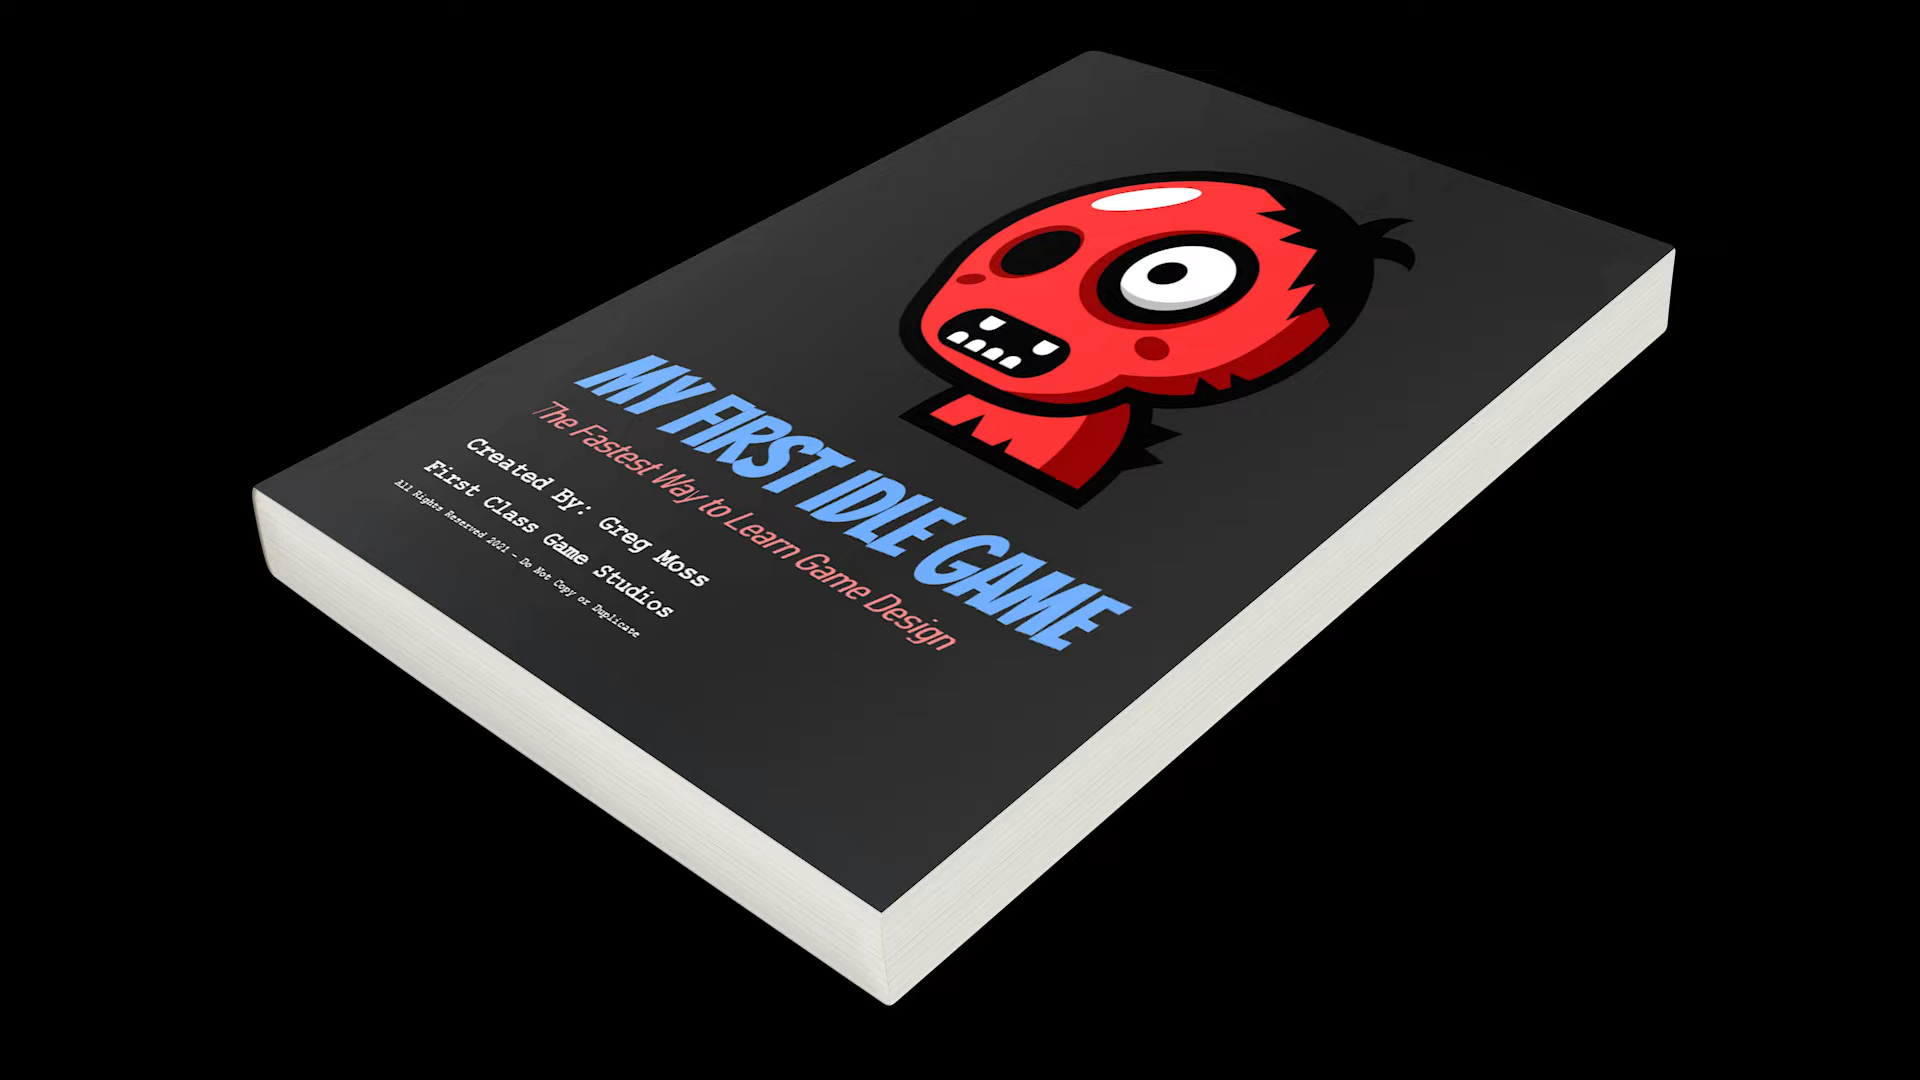 MY FIRST IDLE GAME
The Fastest Way to Learn Game Design
Created By: Greg Moss
First Class Game Studios
All Rights Reserved 2021 - Do Not Copy or Duplicate